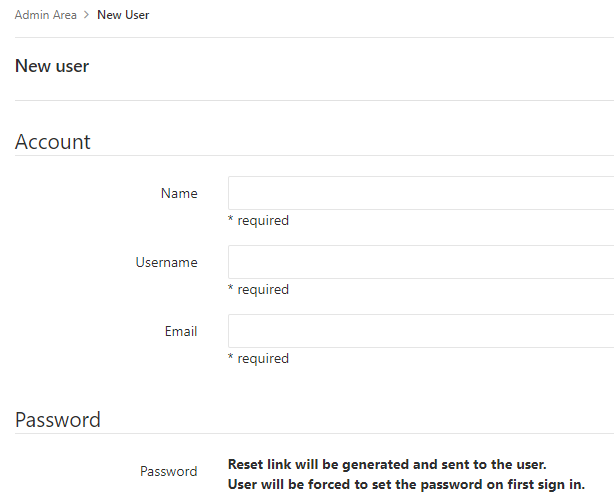 Admin Area > New User
New user
Account
Name
* required
Username
* required
Email
* required
Password
Password
Reset link will be generated and sent to the user.
User will be forced to set the password on first sign in.